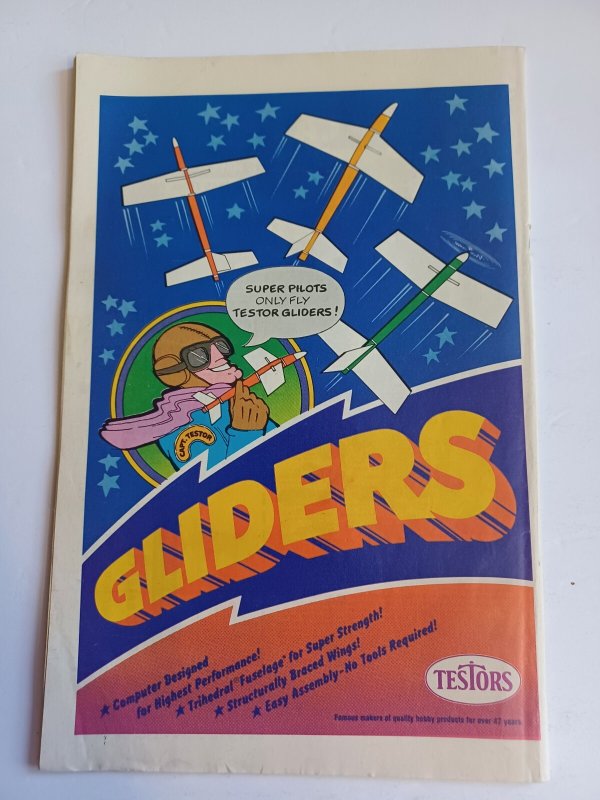 SUPER PILOTS
ONLY FLY
TESTOR GLIDERS!
CAPT. TESTOR
GLIDERS
★ Computer Designed
for Highest Performance!
★ Trihedral® Fuselage for Super Strength!
★ Structurally Braced Wings!
★ Easy Assembly-No Tools Required!
TESTORS
Famous makers of quality hobby products for over 47 years